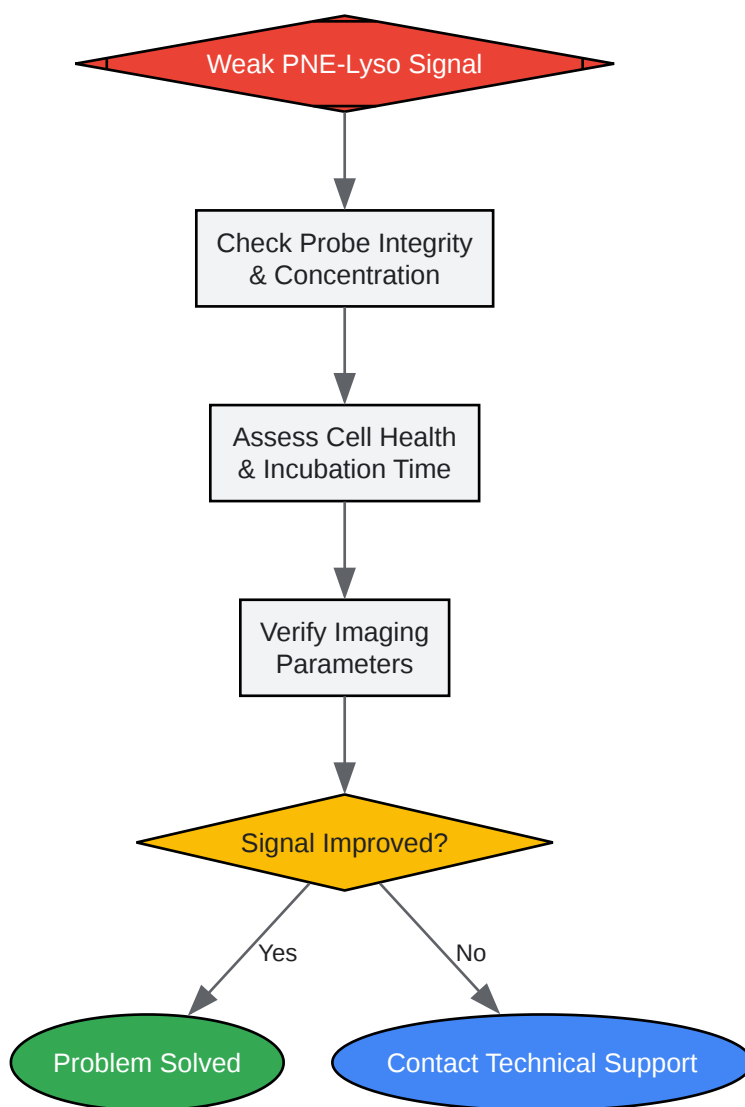 Weak PNE-Lyso Signal
Check Probe Integrity
& Concentration
Assess Cell Health
& Incubation Time
Verify Imaging
Parameters
Signal Improved?
Yes
No
Problem Solved
Contact Technical Support